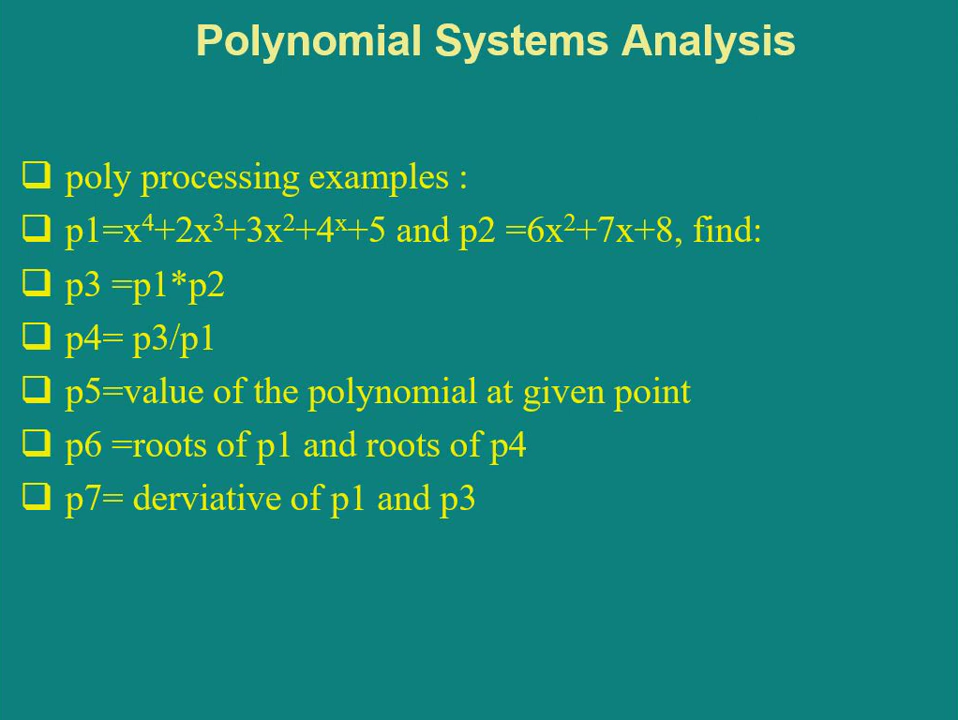 Polynomial Systems Analysis
❑ poly processing examples :
❑ p1=x⁴+2x³+3x²+4ˣ+5 and p2 =6x²+7x+8, find:
❑ p3 =p1*p2
❑ p4= p3/p1
❑ p5=value of the polynomial at given point
❑ p6 =roots of p1 and roots of p4
❑ p7= derviative of p1 and p3